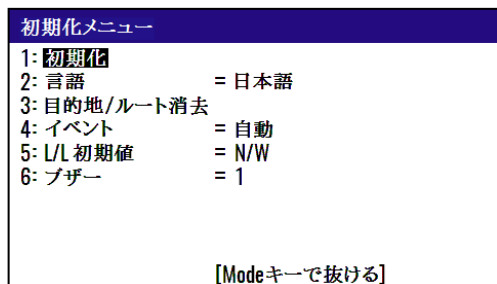 初期化メニュー
1: 初期化
2: 言語 = 日本語
3: 目的地/ルート消去
4: イベント = 自動
5: L/L 初期値 = N/W
6: ブザー = 1
[Modeキーで抜ける]